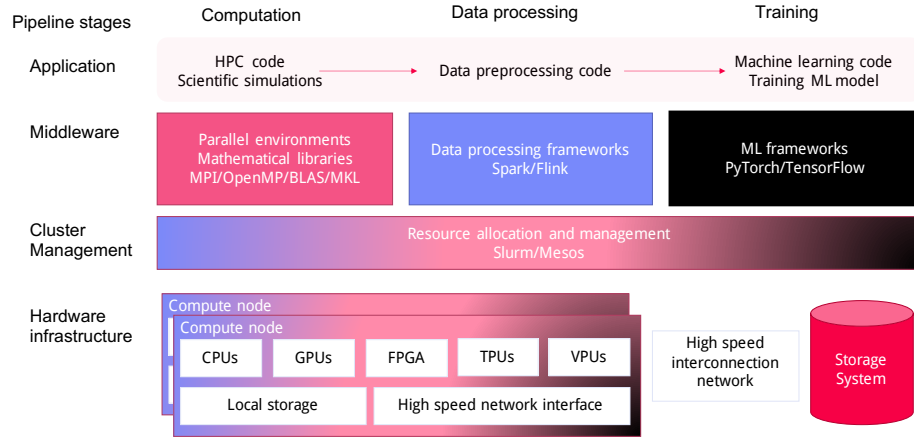 Pipeline stages
Computation
Data processing
Training
Application
HPC code
Scientific simulations
Data preprocessing code
Machine learning code
Training ML model
Middleware
Parallel environments
Mathematical libraries
MPI/OpenMP/BLAS/MKL
Data processing frameworks
Spark/Flink
ML frameworks
PyTorch/TensorFlow
Cluster
Management
Resource allocation and management
Slurm/Mesos
Hardware
infrastructure
Compute node
Compute node
CPUs
GPUs
FPGA
TPUs
VPUs
Local storage
High speed network interface
High speed
interconnection
network
Storage
System